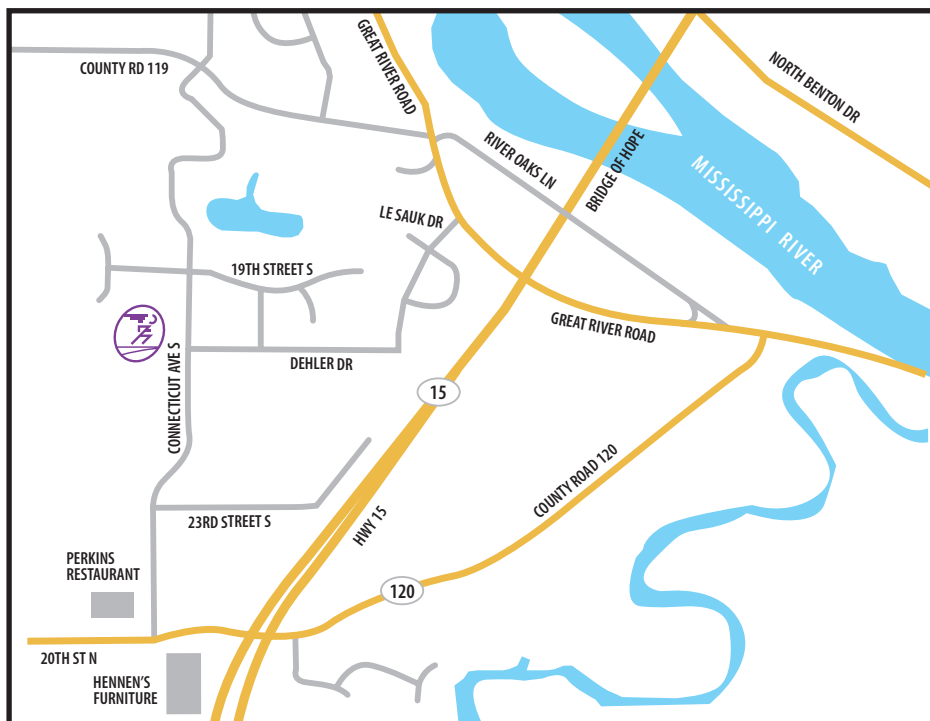 COUNTY RD 119
GREAT RIVER ROAD
NORTH BENTON DR
RIVER OAKS LN
BRIDGE OF HOPE
MISSISSIPPI RIVER
LE SAUK DR
19TH STREET S
GREAT RIVER ROAD
CONNECTICUT AVE S
DEHLER DR
15
COUNTY ROAD 120
23RD STREET S
HWY 15
PERKINS
RESTAURANT
120
20TH ST N
HENNEN'S
FURNITURE